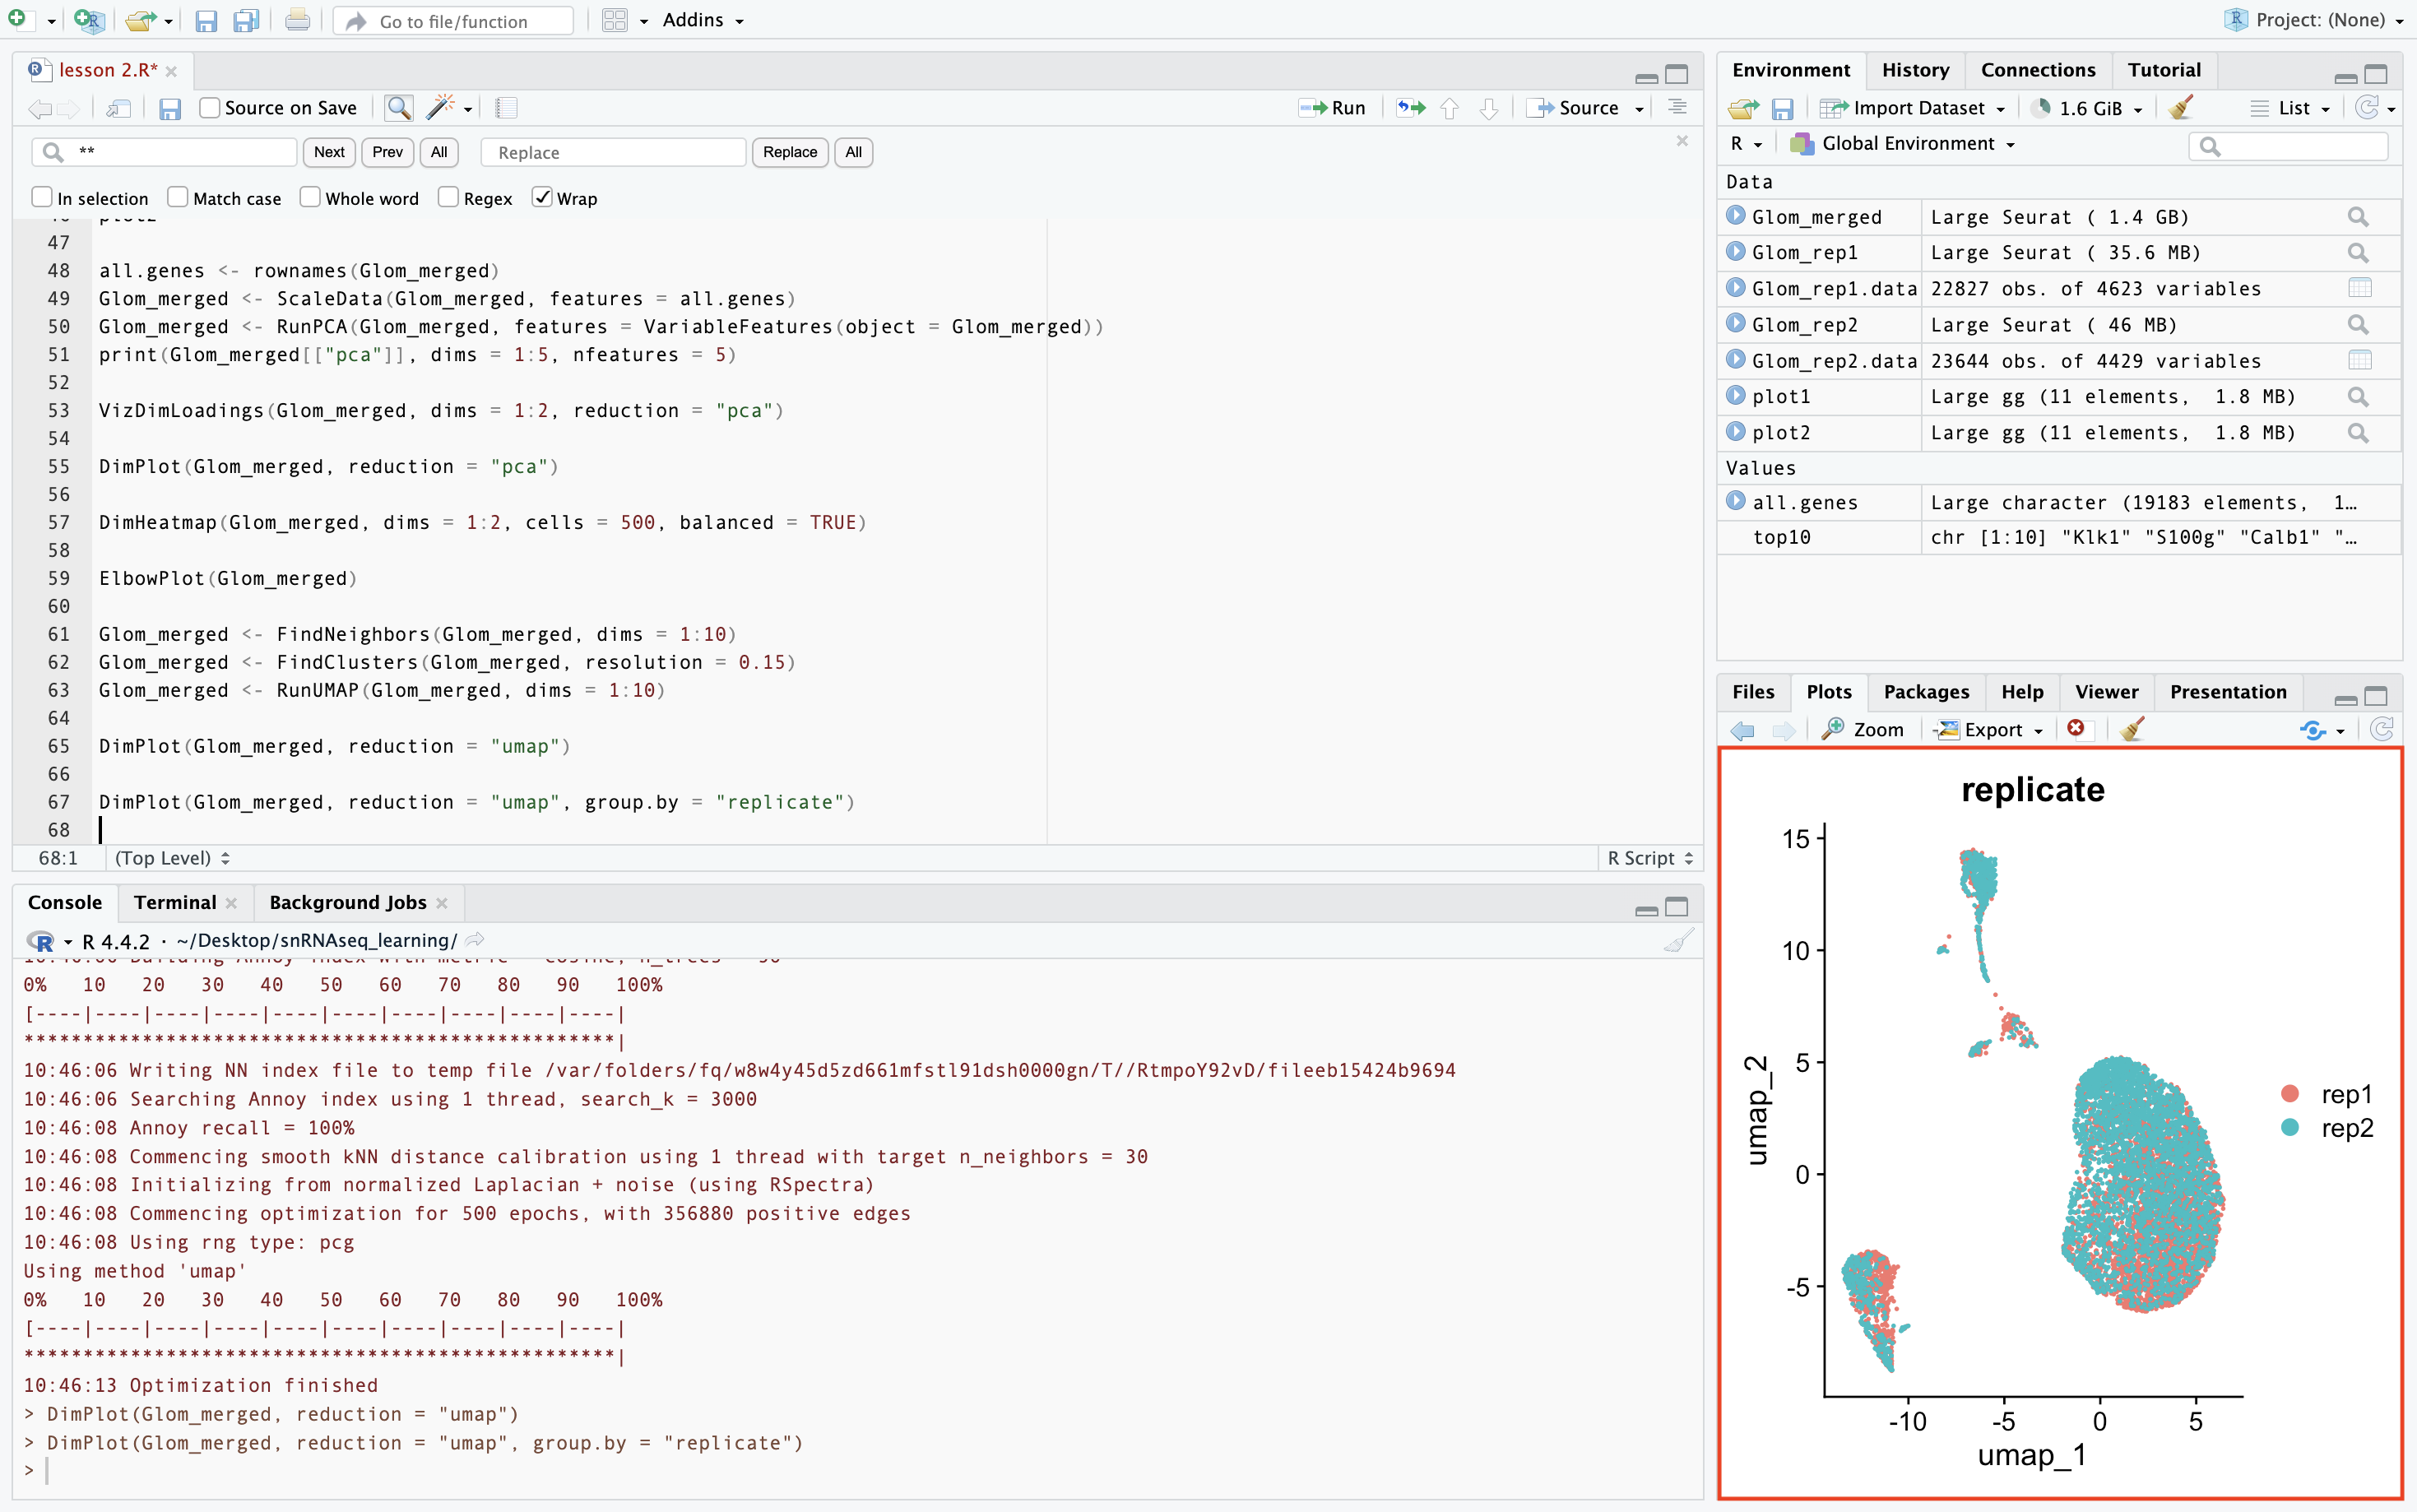 Go to file/function
Addins
Project: (None)
lesson 2.R*
Source on Save
Run
Source
**
Next
Prev
All
Replace
Replace
All
In selection
Match case
Whole word
Regex
Wrap
47
48 all.genes <- rownames(Glom_merged)
49 Glom_merged <- ScaleData(Glom_merged, features = all.genes)
50 Glom_merged <- RunPCA(Glom_merged, features = VariableFeatures(object = Glom_merged))
51 print(Glom_merged[["pca"]], dims = 1:5, nfeatures = 5)
52
53 VizDimLoadings(Glom_merged, dims = 1:2, reduction = "pca")
54
55 DimPlot(Glom_merged, reduction = "pca")
56
57 DimHeatmap(Glom_merged, dims = 1:2, cells = 500, balanced = TRUE)
58
59 ElbowPlot(Glom_merged)
60
61 Glom_merged <- FindNeighbors(Glom_merged, dims = 1:10)
62 Glom_merged <- FindClusters(Glom_merged, resolution = 0.15)
63 Glom_merged <- RunUMAP(Glom_merged, dims = 1:10)
64
65 DimPlot(Glom_merged, reduction = "umap")
66
67 DimPlot(Glom_merged, reduction = "umap", group.by = "replicate")
68
68:1
(Top Level)
R Script
Console
Terminal
Background Jobs
R 4.4.2 · ~/Desktop/snRNAseq_learning/
0%   10   20   30   40   50   60   70   80   90   100%
[----|----|----|----|----|----|----|----|----|----|
**************************************************|
10:46:06 Writing NN index file to temp file /var/folders/fq/w8w4y45d5zd661mfstl91dsh0000gn/T//RtmpoY92vD/fileeb15424b9694
10:46:06 Searching Annoy index using 1 thread, search_k = 3000
10:46:08 Annoy recall = 100%
10:46:08 Commencing smooth kNN distance calibration using 1 thread with target n_neighbors = 30
10:46:08 Initializing from normalized Laplacian + noise (using RSpectra)
10:46:08 Commencing optimization for 500 epochs, with 356880 positive edges
10:46:08 Using rng type: pcg
Using method 'umap'
0%   10   20   30   40   50   60   70   80   90   100%
[----|----|----|----|----|----|----|----|----|----|
**************************************************|
10:46:13 Optimization finished
> DimPlot(Glom_merged, reduction = "umap")
> DimPlot(Glom_merged, reduction = "umap", group.by = "replicate")
>
Environment
History
Connections
Tutorial
Import Dataset
1.6 GiB
List
R
Global Environment
Data
Glom_merged Large Seurat ( 1.4 GB)
Glom_rep1 Large Seurat ( 35.6 MB)
Glom_rep1.data 22827 obs. of 4623 variables
Glom_rep2 Large Seurat ( 46 MB)
Glom_rep2.data 23644 obs. of 4429 variables
plot1 Large gg (11 elements,  1.8 MB)
plot2 Large gg (11 elements,  1.8 MB)
Values
all.genes Large character (19183 elements,  1…
top10 chr [1:10] "Klk1" "S100g" "Calb1" "…
Files
Plots
Packages
Help
Viewer
Presentation
Zoom
Export
replicate
15
10
5
0
-5
umap_2
rep1
rep2
-10
-5
0
5
umap_1